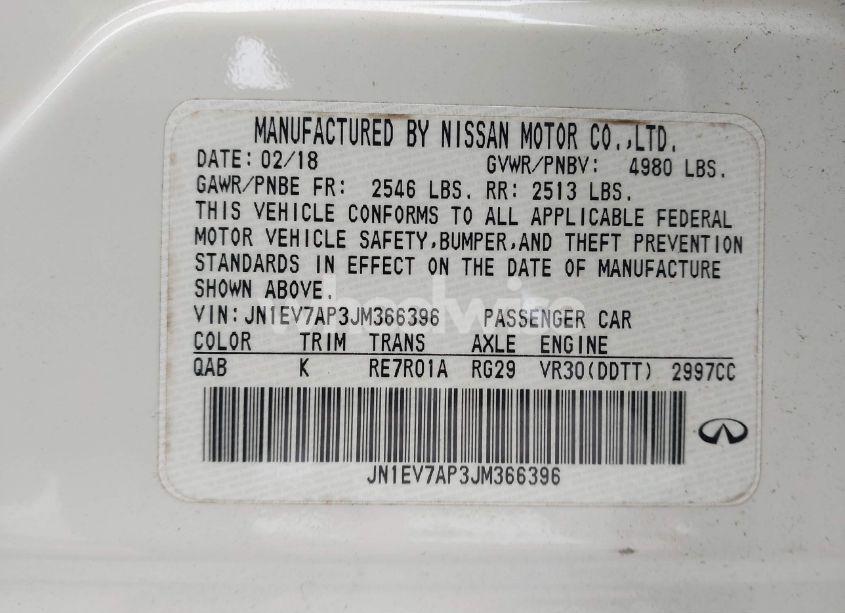 MANUFACTURED BY NISSAN MOTOR CO.,LTD.
DATE: 02/18 GVWR/PNBV: 4980 LBS.
GAWR/PNBE FR: 2546 LBS. RR: 2513 LBS.
THIS VEHICLE CONFORMS TO ALL APPLICABLE FEDERAL
MOTOR VEHICLE SAFETY,BUMPER,AND THEFT PREVENTION
STANDARDS IN EFFECT ON THE DATE OF MANUFACTURE
SHOWN ABOVE.
VIN: JN1EV7AP3JM366396 PASSENGER CAR
COLOR TRIM TRANS AXLE ENGINE
QAB K RE7R01A RG29 VR30(DDTT) 2997CC
JN1EV7AP3JM366396